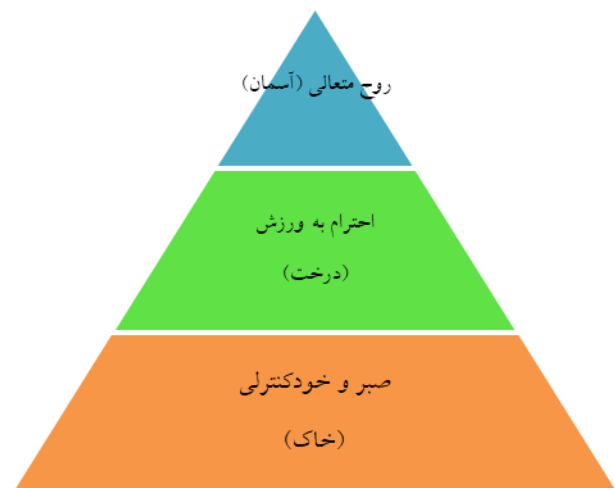 روح متعالی (آسمان)
احترام به ورزش
(درخت)
صبر و خودکنترلی
(خاک)